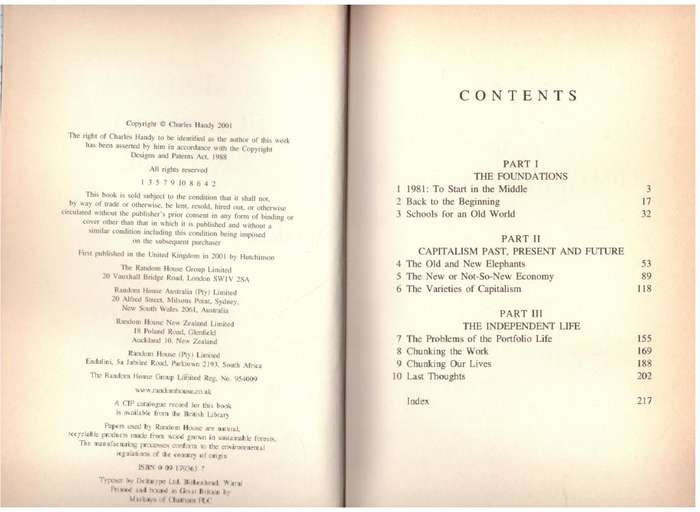 Copyright © Charles Handy 2001
The right of Charles Handy to be identified as the author of this work
has been asserted by him in accordance with the Copyright
Designs and Patents Act, 1988
All rights reserved
1 3 5 7 9 10 8 6 4 2
This book is sold subject to the condition that it shall not,
by way of trade or otherwise, be lent, resold, hired out, or otherwise
circulated without the publisher's prior consent in any form of binding or
cover other than that in which it is published and without a
similar condition including this condition being imposed
on the subsequent purchaser
First published in the United Kingdom in 2001 by Hutchinson
The Random House Group Limited
20 Vauxhall Bridge Road, London SW1V 2SA
Random House Australia (Pty) Limited
20 Alfred Street, Milsons Point, Sydney,
New South Wales 2061, Australia
Random House New Zealand Limited
18 Poland Road, Glenfield
Auckland 10, New Zealand
Random House (Pty) Limited
Endulini, 5a Jubilee Road, Parktown 2193, South Africa
The Random House Group Limited Reg. No. 954009
www.randomhouse.co.uk
A CIP catalogue record for this book
is available from the British Library
Papers used by Random House are natural,
recyclable products made from wood grown in sustainable forests.
The manufacturing processes conform to the environmental
regulations of the country of origin
ISBN 0 09 179363 7
Typeset by Deltatype Ltd, Birkenhead, Wirral
Printed and bound in Great Britain by
Mackays of Chatham PLC
CONTENTS
PART I
THE FOUNDATIONS
1 1981: To Start in the Middle 3
2 Back to the Beginning 17
3 Schools for an Old World 32
PART II
CAPITALISM PAST, PRESENT AND FUTURE
4 The Old and New Elephants 53
5 The New or Not-So-New Economy 89
6 The Varieties of Capitalism 118
PART III
THE INDEPENDENT LIFE
7 The Problems of the Portfolio Life 155
8 Chunking the Work 169
9 Chunking Our Lives 188
10 Last Thoughts 202
Index 217